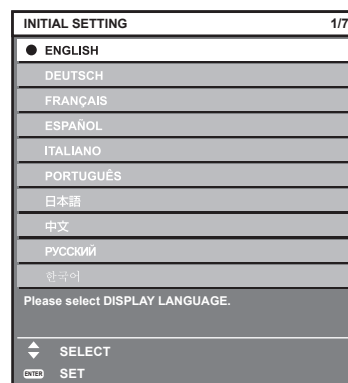 INITIAL SETTING 1/7
ENGLISH
DEUTSCH
FRANÇAIS
ESPAÑOL
ITALIANO
PORTUGUÊS
日本語
中文
РУССКИЙ
한국어
Please select DISPLAY LANGUAGE.
SELECT
ENTER SET